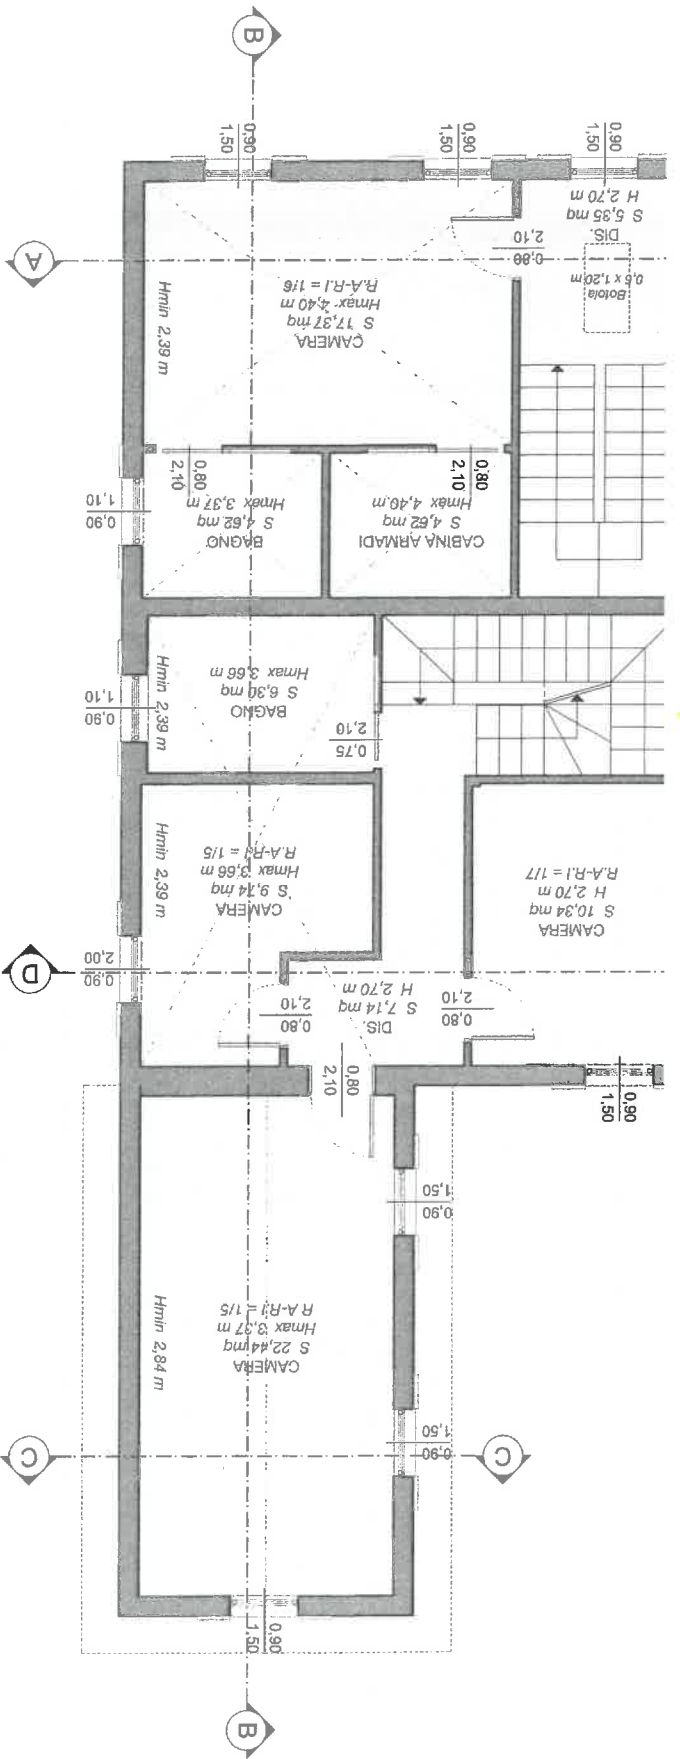 B
0,90
1,50
0,90
1,50
0,90
1,50
DIS.
S 5,35 mq
H 2,70 m
Botola
0,6 x 1,20 m
0,80
2,10
A
CAMERA
S 17,37 mq
Hmax 4,40 m
R.A-R.I = 1/6
Hmin 2,39 m
0,80
2,10
0,80
2,10
BAGNO
S 4,62 mq
Hmax 3,37 m
CABINA ARMADI
S 4,62 mq
Hmax 4,40 m
0,90
1,10
BAGNO
S 6,30 mq
Hmax 3,66 m
Hmin 2,39 m
0,90
1,10
0,75
2,10
CAMERA
S 9,74 mq
Hmax 3,66 m
R.A-R.I = 1/5
Hmin 2,39 m
CAMERA
S 10,34 mq
H 2,70 m
R.A-R.I = 1/7
D
0,90
2,00
DIS.
S 7,14 mq
H 2,70 m
0,80
2,10
0,80
2,10
0,80
2,10
0,90
1,50
0,90
1,50
CAMERA
S 22,44 mq
Hmax 3,37 m
R.A-R.I = 1/5
Hmin 2,84 m
0,90
1,50
C
C
0,90
1,50
B